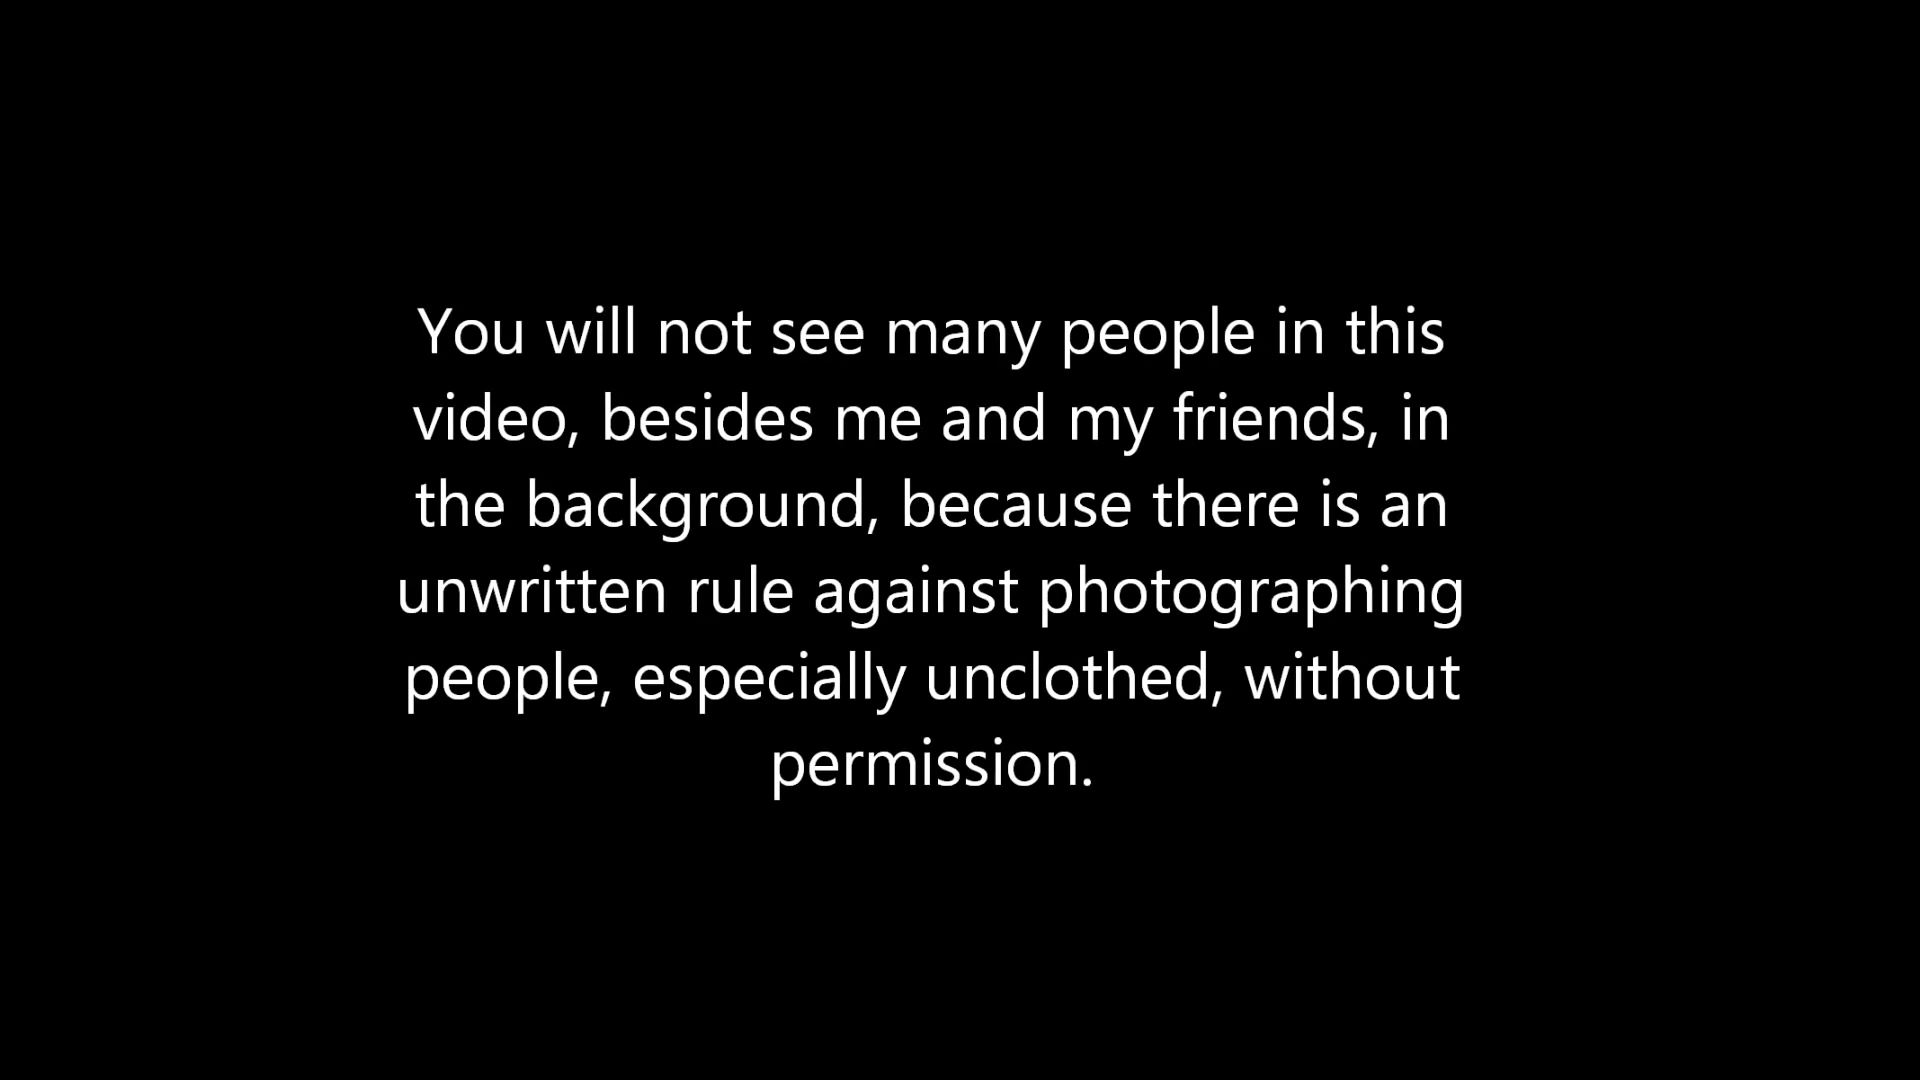 You will not see many people in this
video, besides me and my friends, in
the background, because there is an
unwritten rule against photographing
people, especially unclothed, without
permission.